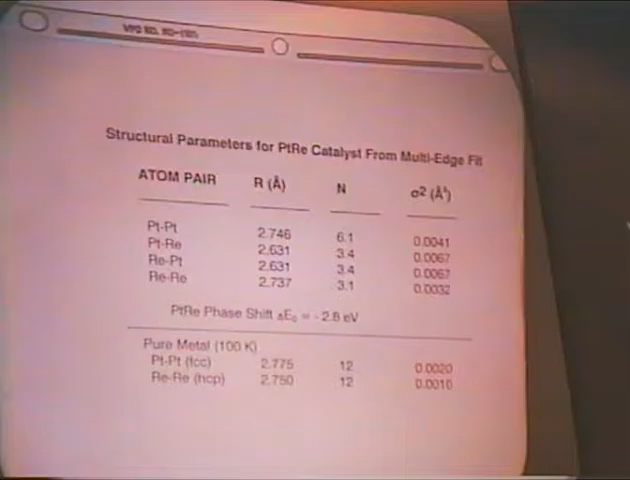 Structural Parameters for PtRe Catalyst From Multi-Edge Fit
ATOM PAIR R (Å) N σ2 (Å²)
Pt-Pt 2.746 6.1 0.0041
Pt-Re 2.631 3.4 0.0067
Re-Pt 2.631 3.4 0.0067
Re-Re 2.737 3.1 0.0032
PtRe Phase Shift ΔE₀ = - 2.8 eV
Pure Metal (100 K)
Pt-Pt (fcc) 2.775 12 0.0020
Re-Re (hcp) 2.750 12 0.0010